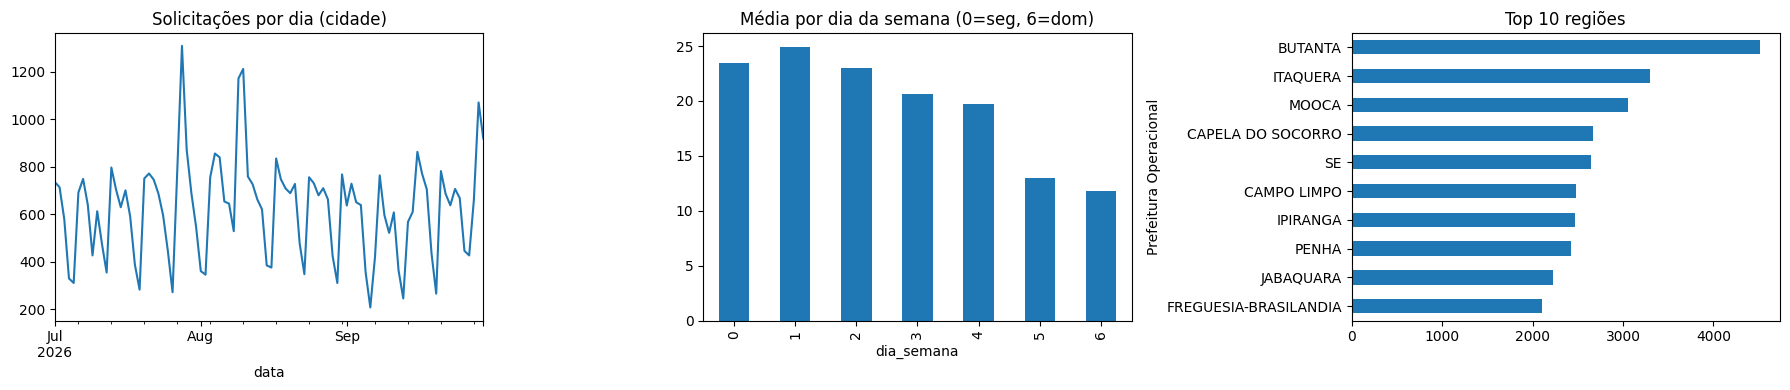 Solicitações por dia (cidade)
1200
1000
800
600
400
200
Jul
2026
Aug
Sep
data
Média por dia da semana (0=seg, 6=dom)
25
20
15
10
5
0
0
1
2
3
4
5
6
dia_semana
Top 10 regiões
Prefeitura Operacional
BUTANTA
ITAQUERA
MOOCA
CAPELA DO SOCORRO
SE
CAMPO LIMPO
IPIRANGA
PENHA
JABAQUARA
FREGUESIA-BRASILANDIA
0
1000
2000
3000
4000